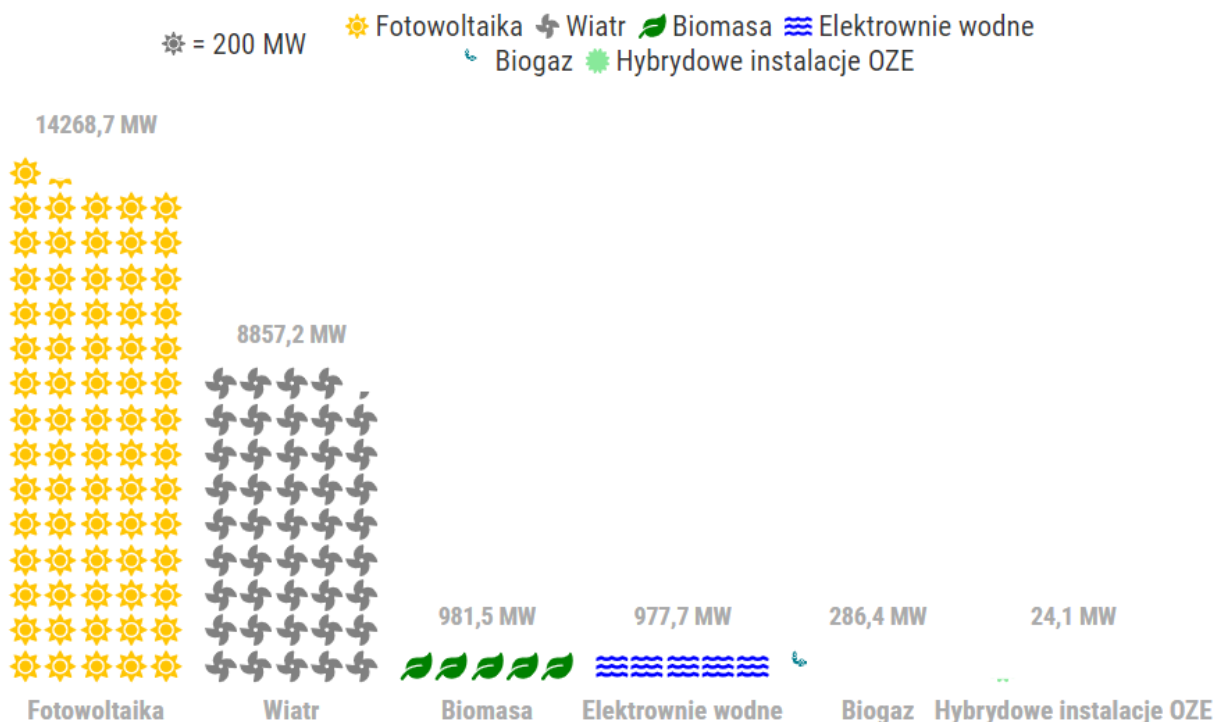 = 200 MW
Fotowoltaika Wiatr Biomasa Elektrownie wodne
Biogaz Hybrydowe instalacje OZE
14268,7 MW
8857,2 MW
981,5 MW 977,7 MW 286,4 MW 24,1 MW
Fotowoltaika Wiatr Biomasa Elektrownie wodne Biogaz Hybrydowe instalacje OZE